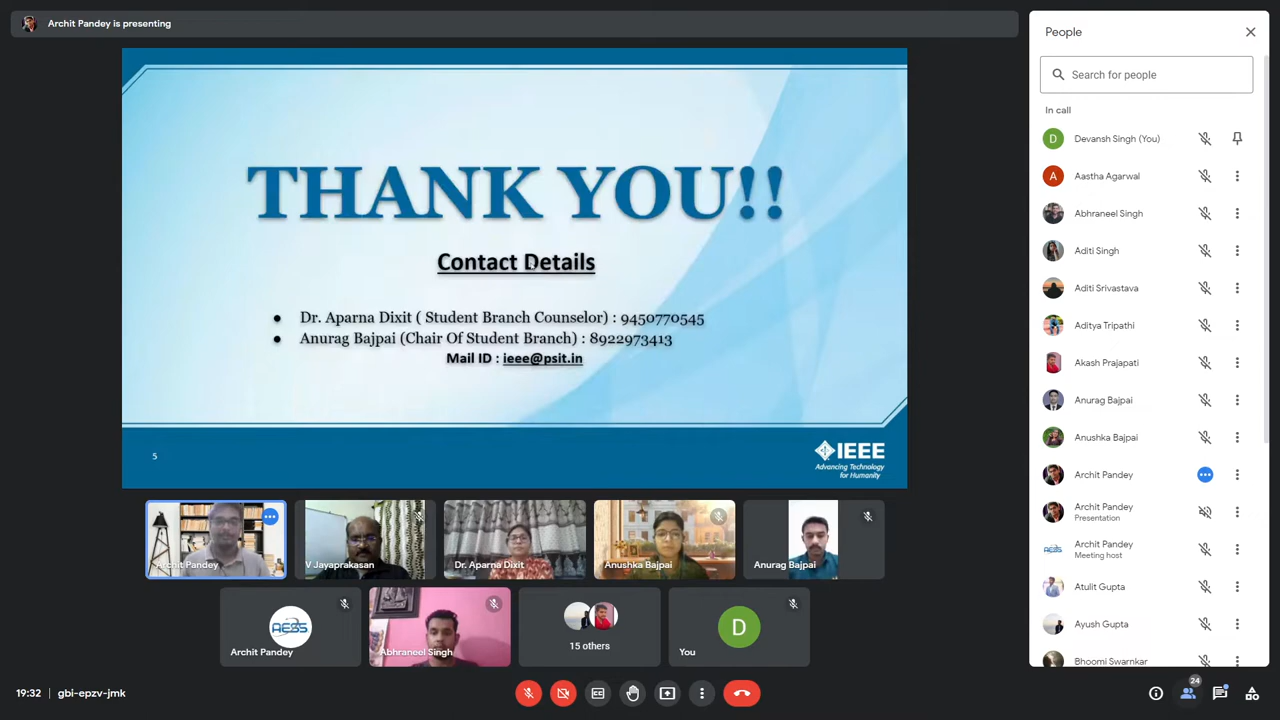 Archit Pandey is presenting
THANK YOU!!
Contact Details
● Dr. Aparna Dixit ( Student Branch Counselor) : 9450770545
● Anurag Bajpai (Chair Of Student Branch) : 8922973413
Mail ID : ieee@psit.in
5
IEEE
Advancing Technology
for Humanity
Archit Pandey
V Jayaprakasan
Dr. Aparna Dixit
Anushka Bajpai
Anurag Bajpai
AESS
Archit Pandey
Abhraneel Singh
15 others
D
You
19:32
gbi-epzv-jmk
People
Search for people
In call
D Devansh Singh (You)
A Aastha Agarwal
Abhraneel Singh
Aditi Singh
Aditi Srivastava
Aditya Tripathi
Akash Prajapati
Anurag Bajpai
Anushka Bajpai
Archit Pandey
Archit Pandey
Presentation
AESS
Archit Pandey
Meeting host
Atulit Gupta
Ayush Gupta
Bhoomi Swarnkar
24